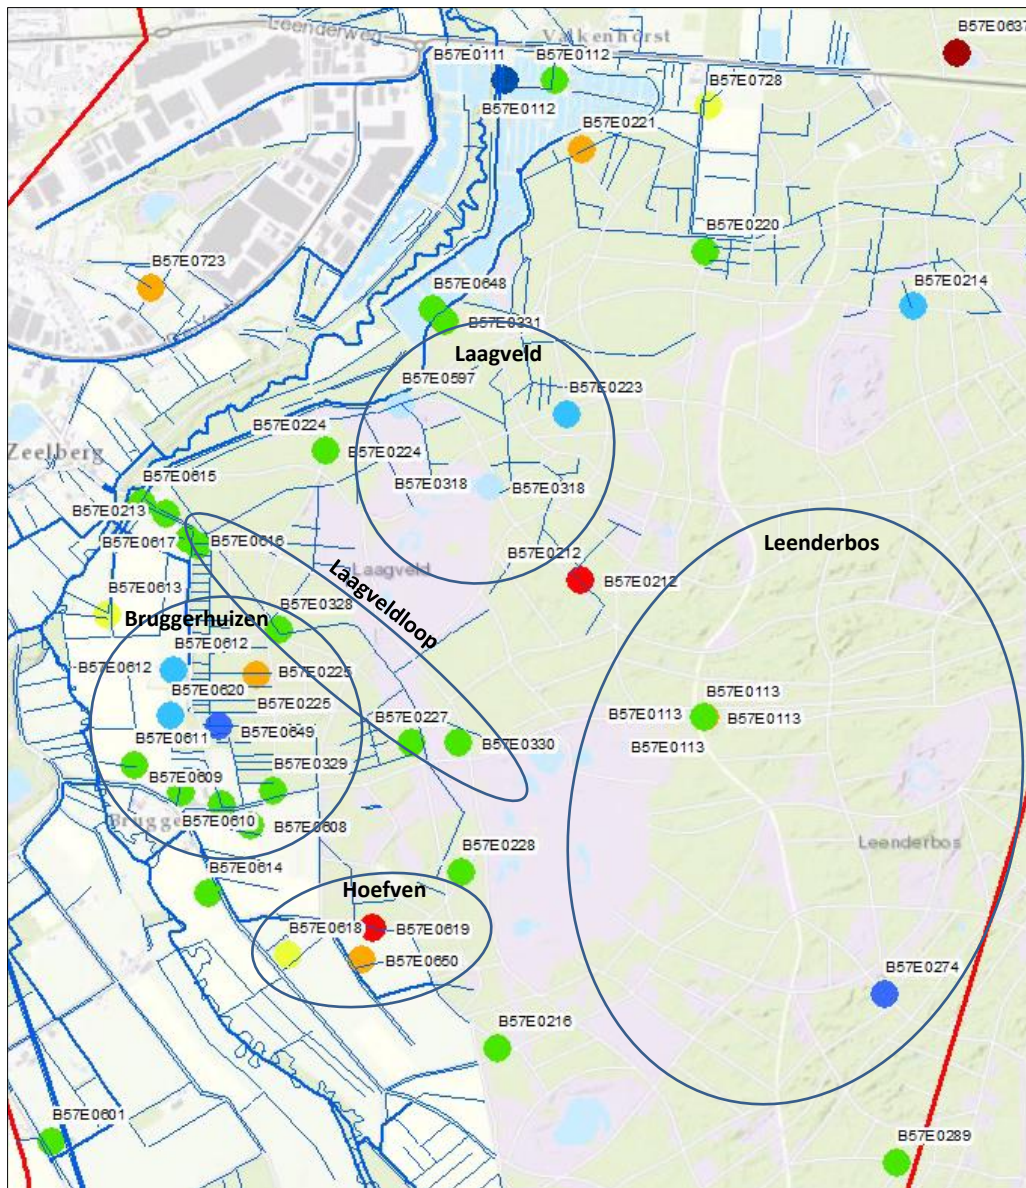 Leenderweg
Valkenhorst
B57E0637
B57E0111
B57E0112
B57E0728
B57E0112
B57E0221
B57E0220
B57E0723
B57E0214
B57E0648
B57E0331
Laagveld
B57E0597
B57E0223
B57E0224
B57E0224
Zeelberg
B57E0615
B57E0318
B57E0318
B57E0213
B57E0617
B57E0616
Leenderbos
B57E0212
B57E0212
Laagveld
Laagveldloop
B57E0613
Bruggerhuizen
B57E0328
B57E0612
B57E0612
B57E0225
B57E0620
B57E0225
B57E0113
B57E0113
B57E0113
B57E0113
B57E0649
B57E0611
B57E0227
B57E0330
B57E0329
B57E0609
B57E0610
B57E0608
Leenderbos
B57E0228
B57E0614
Hoefven
B57E0618
B57E0619
B57E0650
B57E0274
B57E0216
B57E0601
B57E0289